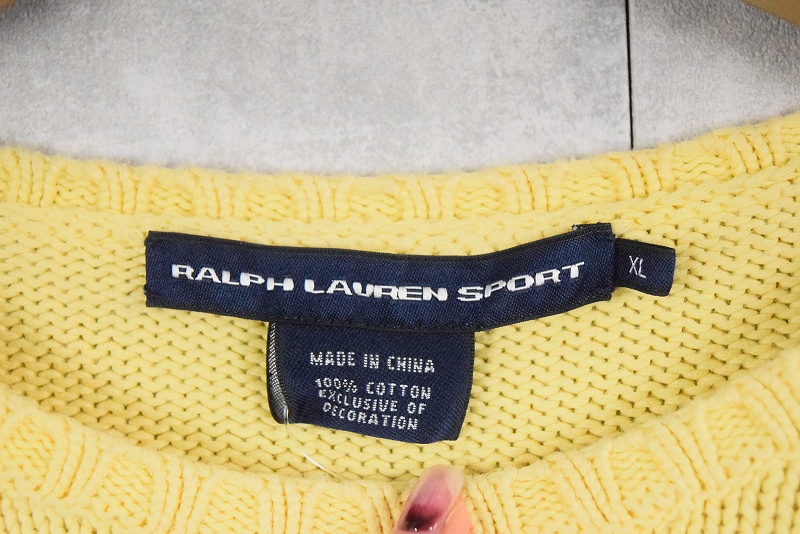 RALPH LAUREN SPORT
XL
MADE IN CHINA
100% COTTON
EXCLUSIVE OF
DECORATION